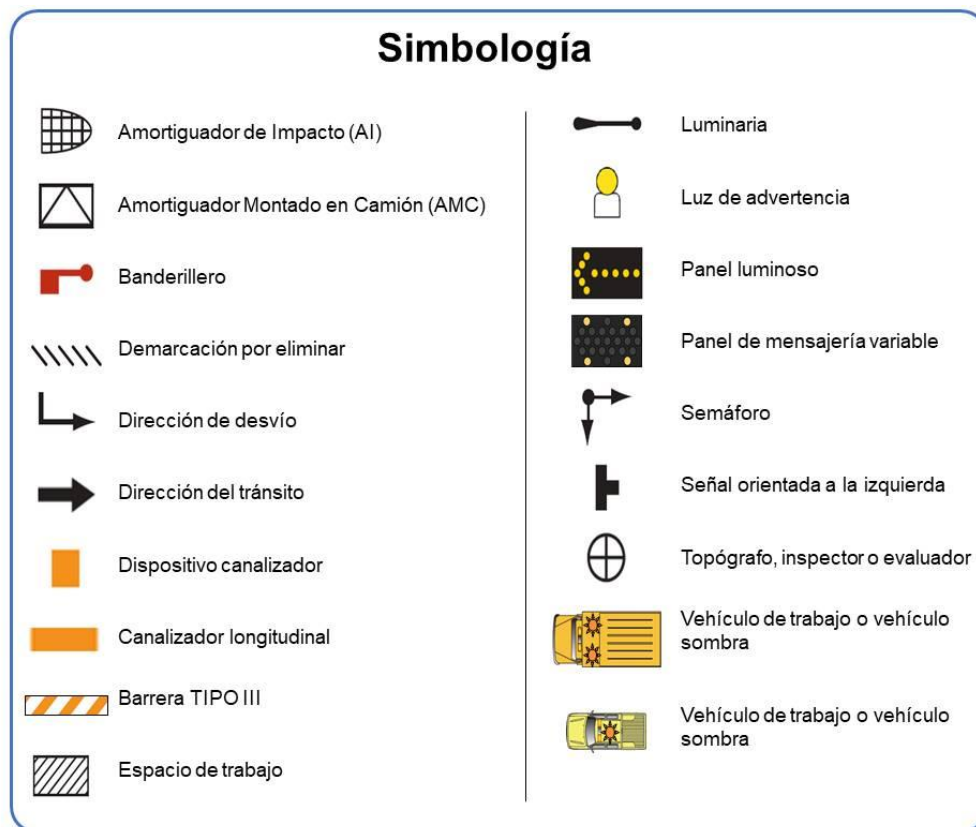 Simbología
Amortiguador de Impacto (AI)
Amortiguador Montado en Camión (AMC)
Banderillero
Demarcación por eliminar
Dirección de desvío
Dirección del tránsito
Dispositivo canalizador
Canalizador longitudinal
Barrera TIPO III
Espacio de trabajo
Luminaria
Luz de advertencia
Panel luminoso
Panel de mensajería variable
Semáforo
Señal orientada a la izquierda
Topógrafo, inspector o evaluador
Vehículo de trabajo o vehículo
sombra
Vehículo de trabajo o vehículo
sombra